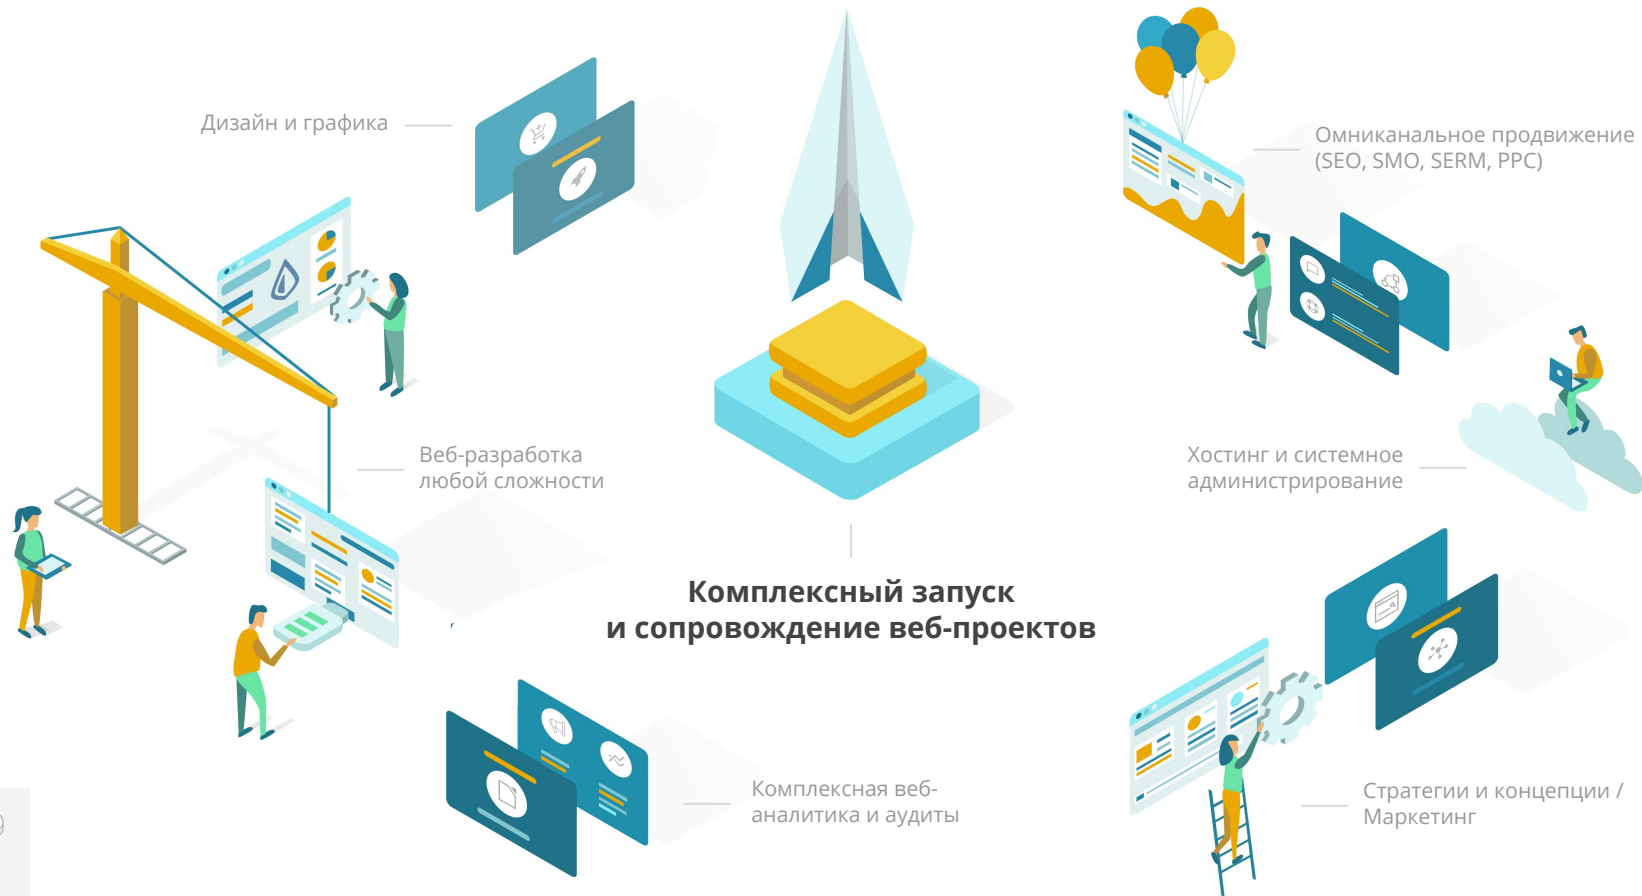 Дизайн и графика
Омниканальное продвижение
(SEO, SMO, SERM, PPC)
Веб-разработка
любой сложности
Хостинг и системное
администрирование
Комплексный запуск
и сопровождение веб-проектов
Комплексная веб-
аналитика и аудиты
Стратегии и концепции /
Маркетинг
9